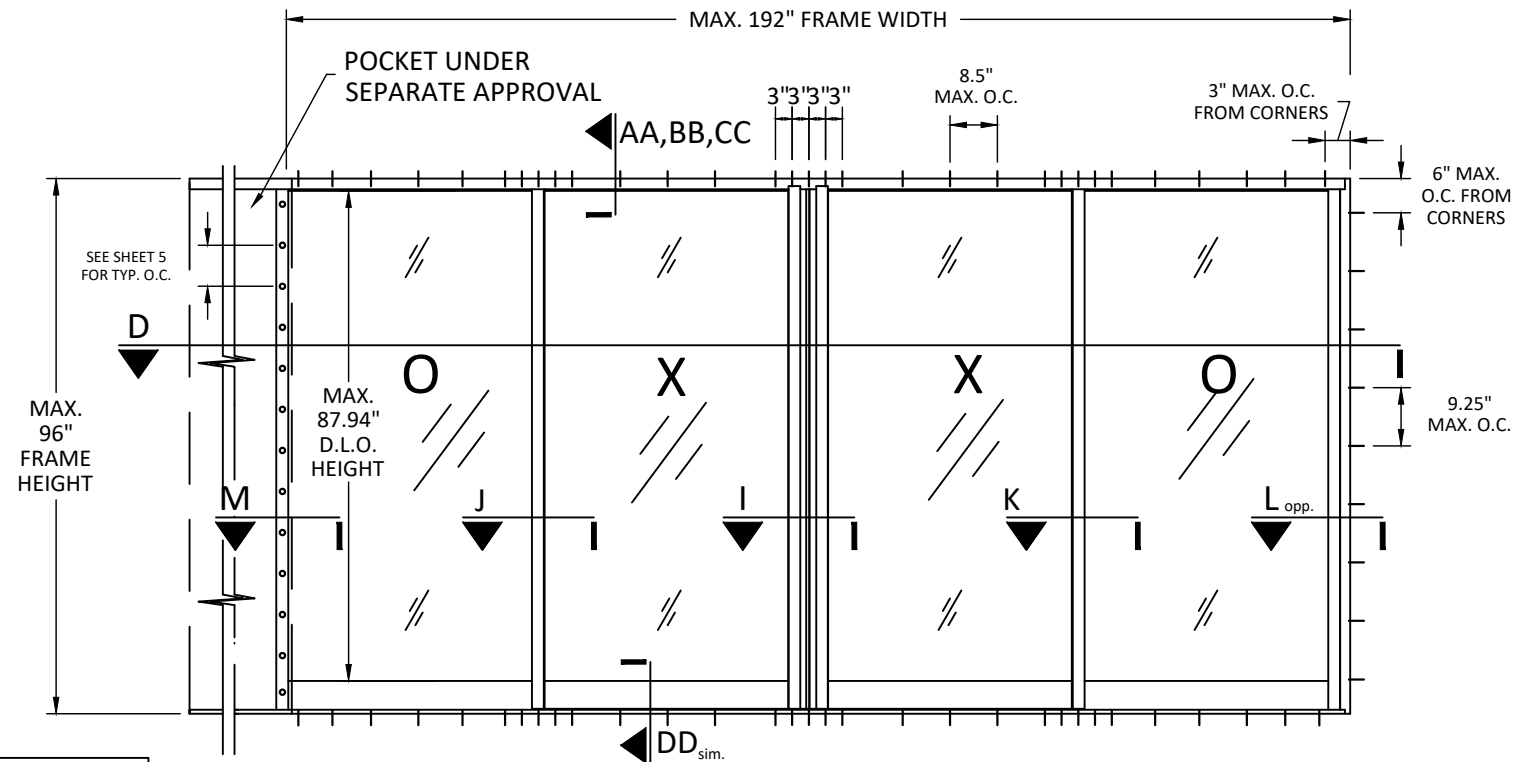 MAX. 192" FRAME WIDTH
POCKET UNDER
SEPARATE APPROVAL
8.5"
MAX. O.C.
3" MAX. O.C.
FROM CORNERS
3"3"3"3"
AA,BB,CC
6" MAX.
O.C. FROM
CORNERS
SEE SHEET 5
FOR TYP. O.C.
D
O
X
X
O
MAX.
96"
FRAME
HEIGHT
MAX.
87.94"
D.L.O.
HEIGHT
9.25"
MAX. O.C.
M
J
I
K
L opp.
DD sim.